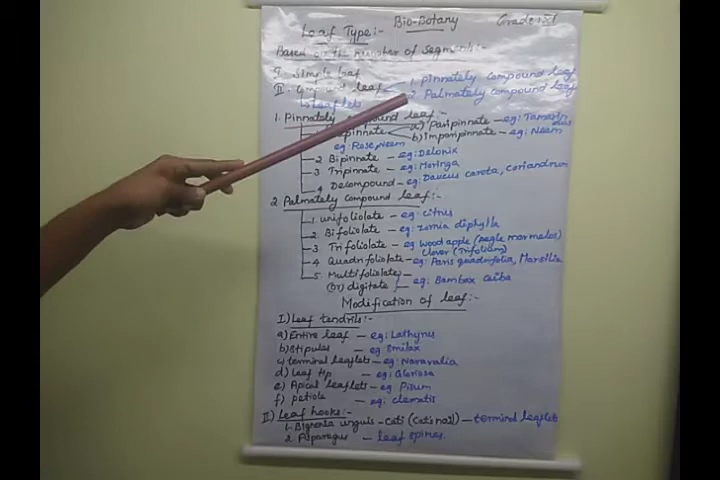 Bio-Botany Grade:-XI
Leaf Type:-
Based on the number of segments:-
I. Simple leaf
II. Compound leaf 1. Pinnately compound leaf
2. Palmately compound leaf
↳ Leaflets
1. Pinnately compound leaf:-
Unipinnate a) Paripinnate - eg: Tamarindus
b) Imparipinnate - eg: Neem
eg: Rose, Neem
2 Bipinnate - eg: Delonix
3 Tripinnate - eg: Moringa
4 Decompound - eg: Daucus carota, coriandrum
2. Palmately compound leaf:-
1 unifoliolate - eg: citrus
2 Bifoliolate - eg: Zornia diphylla
3 Trifoliolate - eg: wood apple (Aegle marmelos)
clover (Trifolium)
4 Quadrifoliolate - eg: Paris quadrifolia, Marsilia
5 Multifoliolate
(or) digitate - eg: Bombax ceiba
Modification of leaf:-
I) Leaf tendrils:-
a) Entire leaf - eg: Lathyrus
b) Stipules - eg: Smilax
c) terminal leaflets - eg: Naravalia
d) Leaf tip - eg: Gloriosa
e) Apical leaflets - eg: Pisum
f) petiole - eg: clematis
II) Leaf hooks:-
1. Bignonia unguis-cati (cat's nail) - terminal leaflets
2. Asparagus - leaf spines.